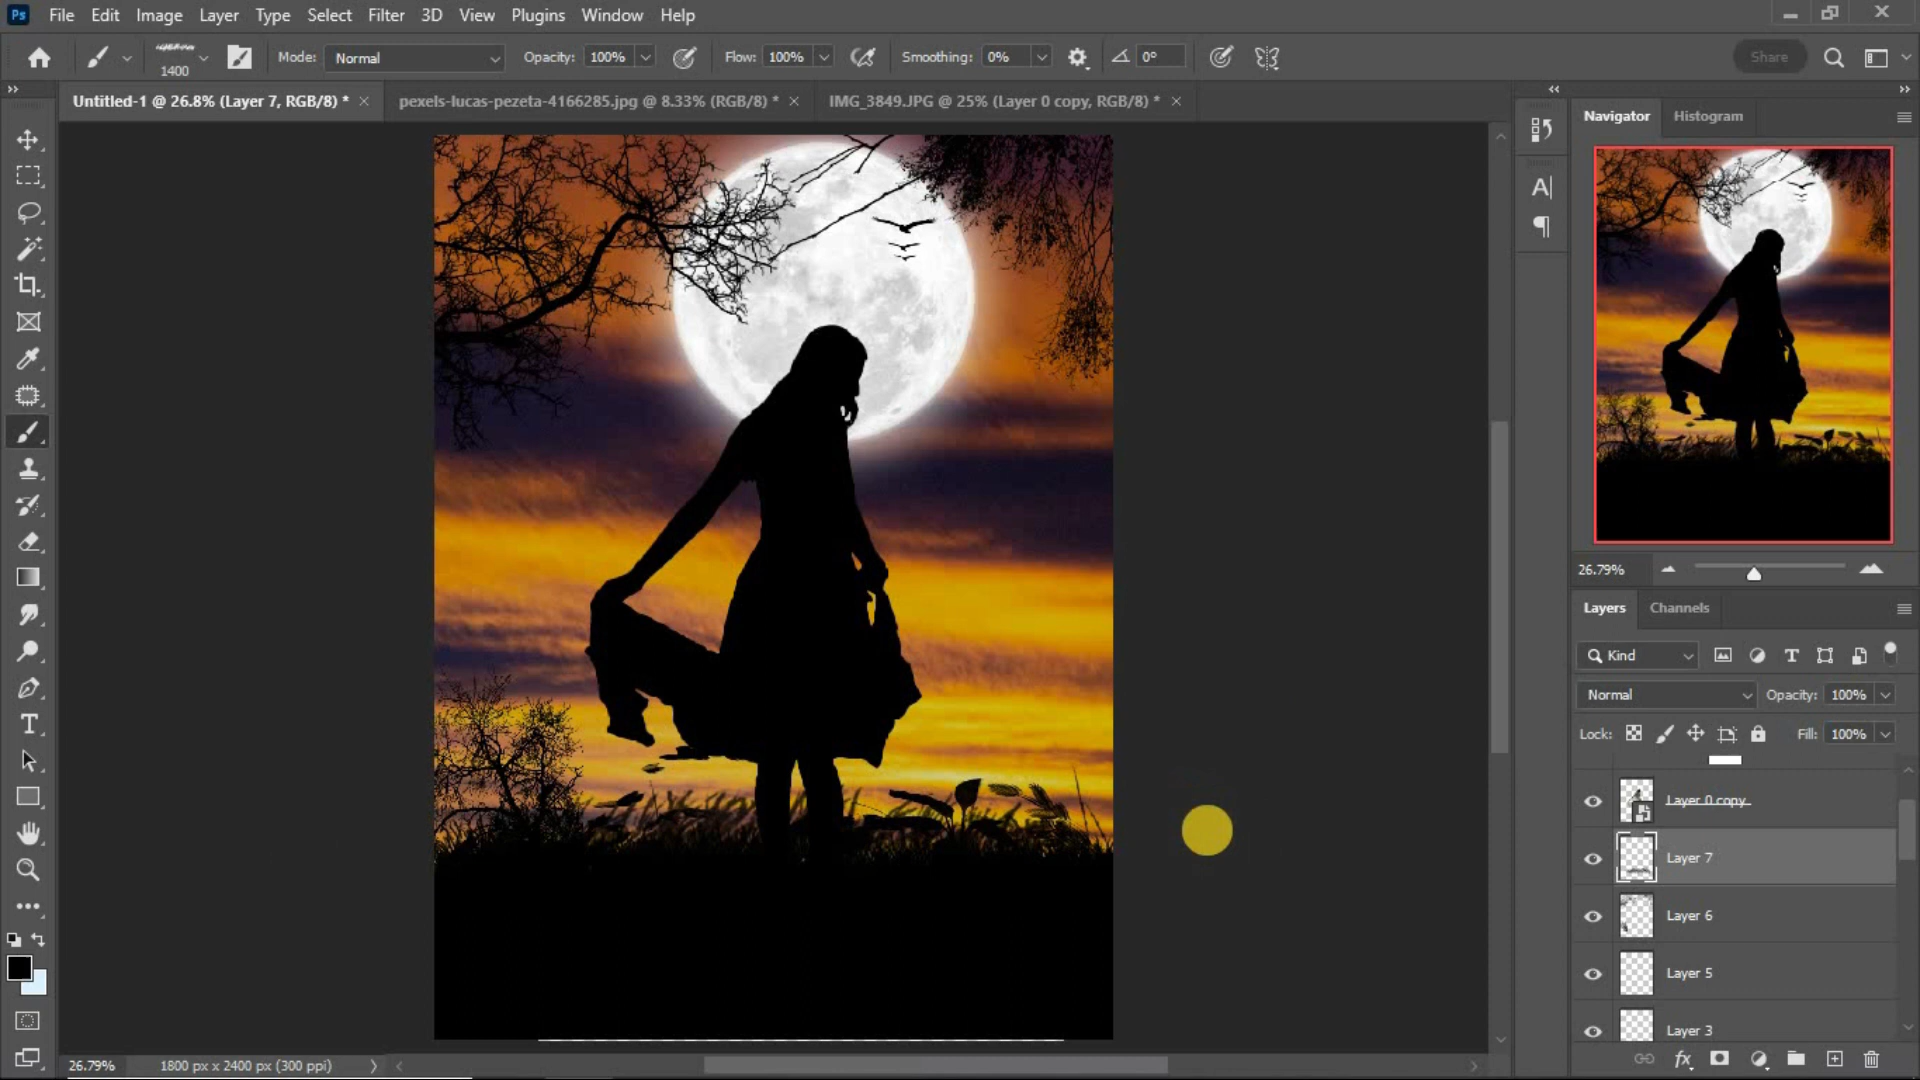 Ps File Edit Image Layer Type Select Filter 3D View Plugins Window Help
1400 Mode: Normal Opacity: 100% Flow: 100% Smoothing: 0% 0° Share
Untitled-1 @ 26.8% (Layer 7, RGB/8) * pexels-lucas-pezeta-4166285.jpg @ 8.33% (RGB/8) * IMG_3849.JPG @ 25% (Layer 0 copy, RGB/8) *
Navigator Histogram
26.79%
Layers Channels
Kind
Normal Opacity: 100%
Lock: Fill: 100%
Layer 0 copy
Layer 7
Layer 6
Layer 5
Layer 3
26.79% 1800 px x 2400 px (300 ppi)